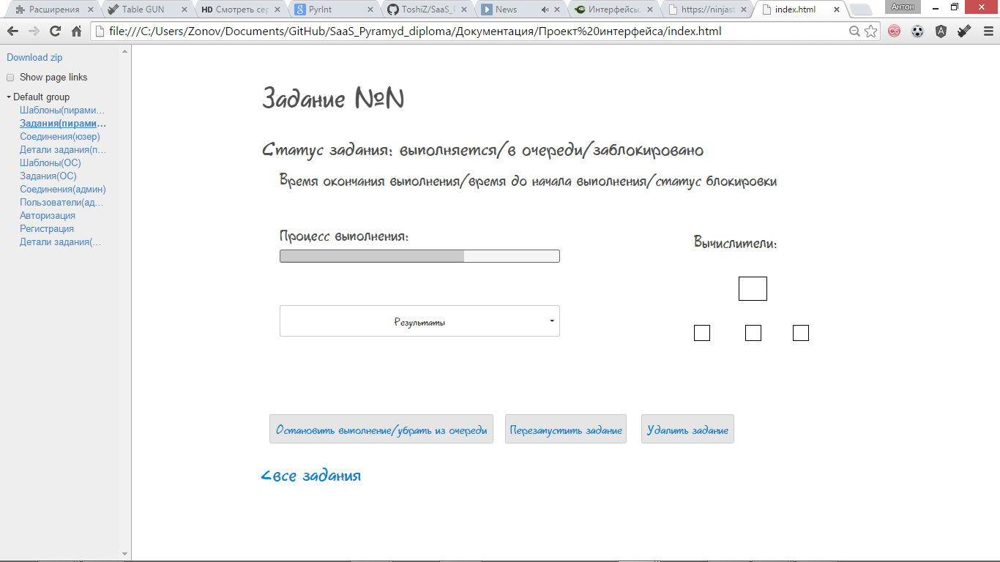 Расширения
Table GUN
HD Смотреть сер
PyrInt
ToshiZ/SaaS_
News
Интерфейсы.
https://ninjast
index.html
Антон
file:///C:/Users/Zonov/Documents/GitHub/SaaS_Pyramyd_diploma/Документация/Проект%20интерфейса/index.html
Download zip
Show page links
Default group
Шаблоны(пирами...
Задания(пирами...
Соединения(юзер)
Детали задания(п...
Шаблоны(ОС)
Задания(ОС)
Соединения(админ)
Пользователи(ад...
Авторизация
Регистрация
Детали задания(...
Задание №N
Статус задания: выполняется/в очереди/заблокировано
Время окончания выполнения/время до начала выполнения/статус блокировки
Процесс выполнения:
Вычислители:
Результаты
Остановить выполнение/убрать из очереди
Перезапустить задание
Удалить задание
<все задания